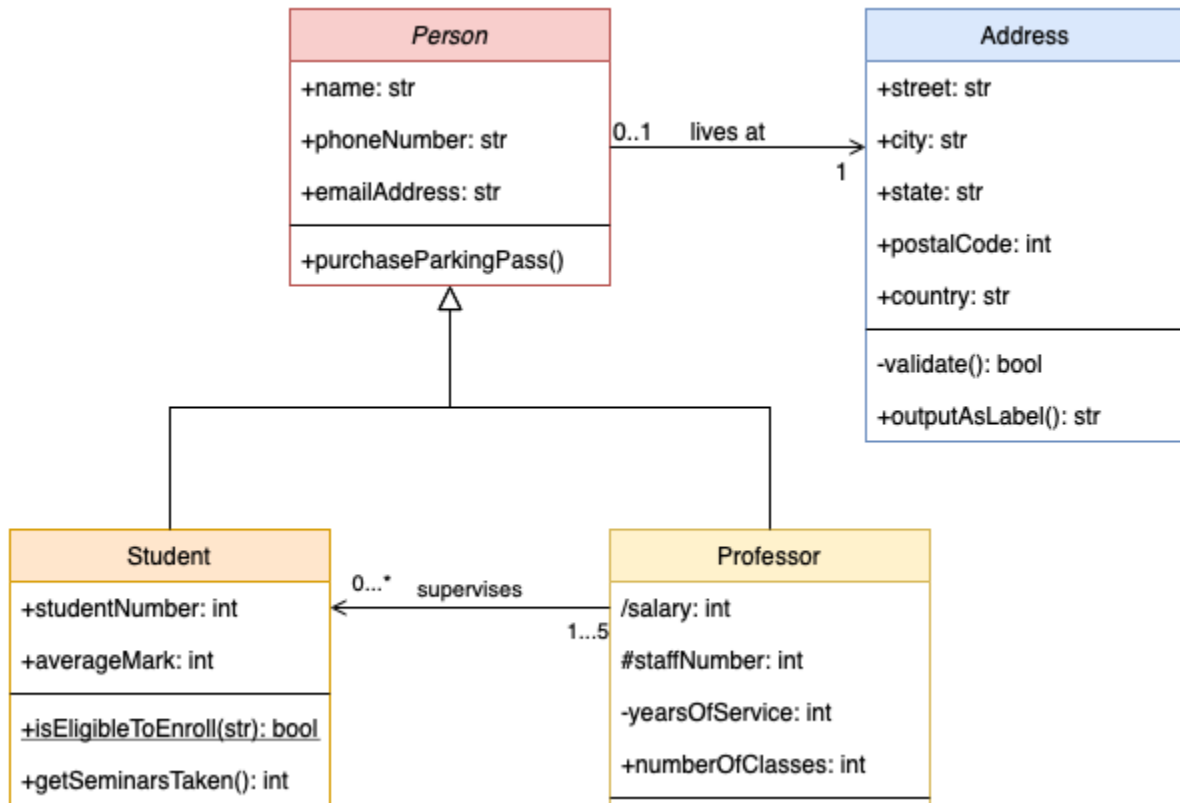 Person
+name: str
+phoneNumber: str
+emailAddress: str
+purchaseParkingPass()
0..1 lives at
1
Address
+street: str
+city: str
+state: str
+postalCode: int
+country: str
-validate(): bool
+outputAsLabel(): str
Student
+studentNumber: int
+averageMark: int
+isEligibleToEnroll(str): bool
+getSeminarsTaken(): int
0...* supervises
1...5
Professor
/salary: int
#staffNumber: int
-yearsOfService: int
+numberOfClasses: int